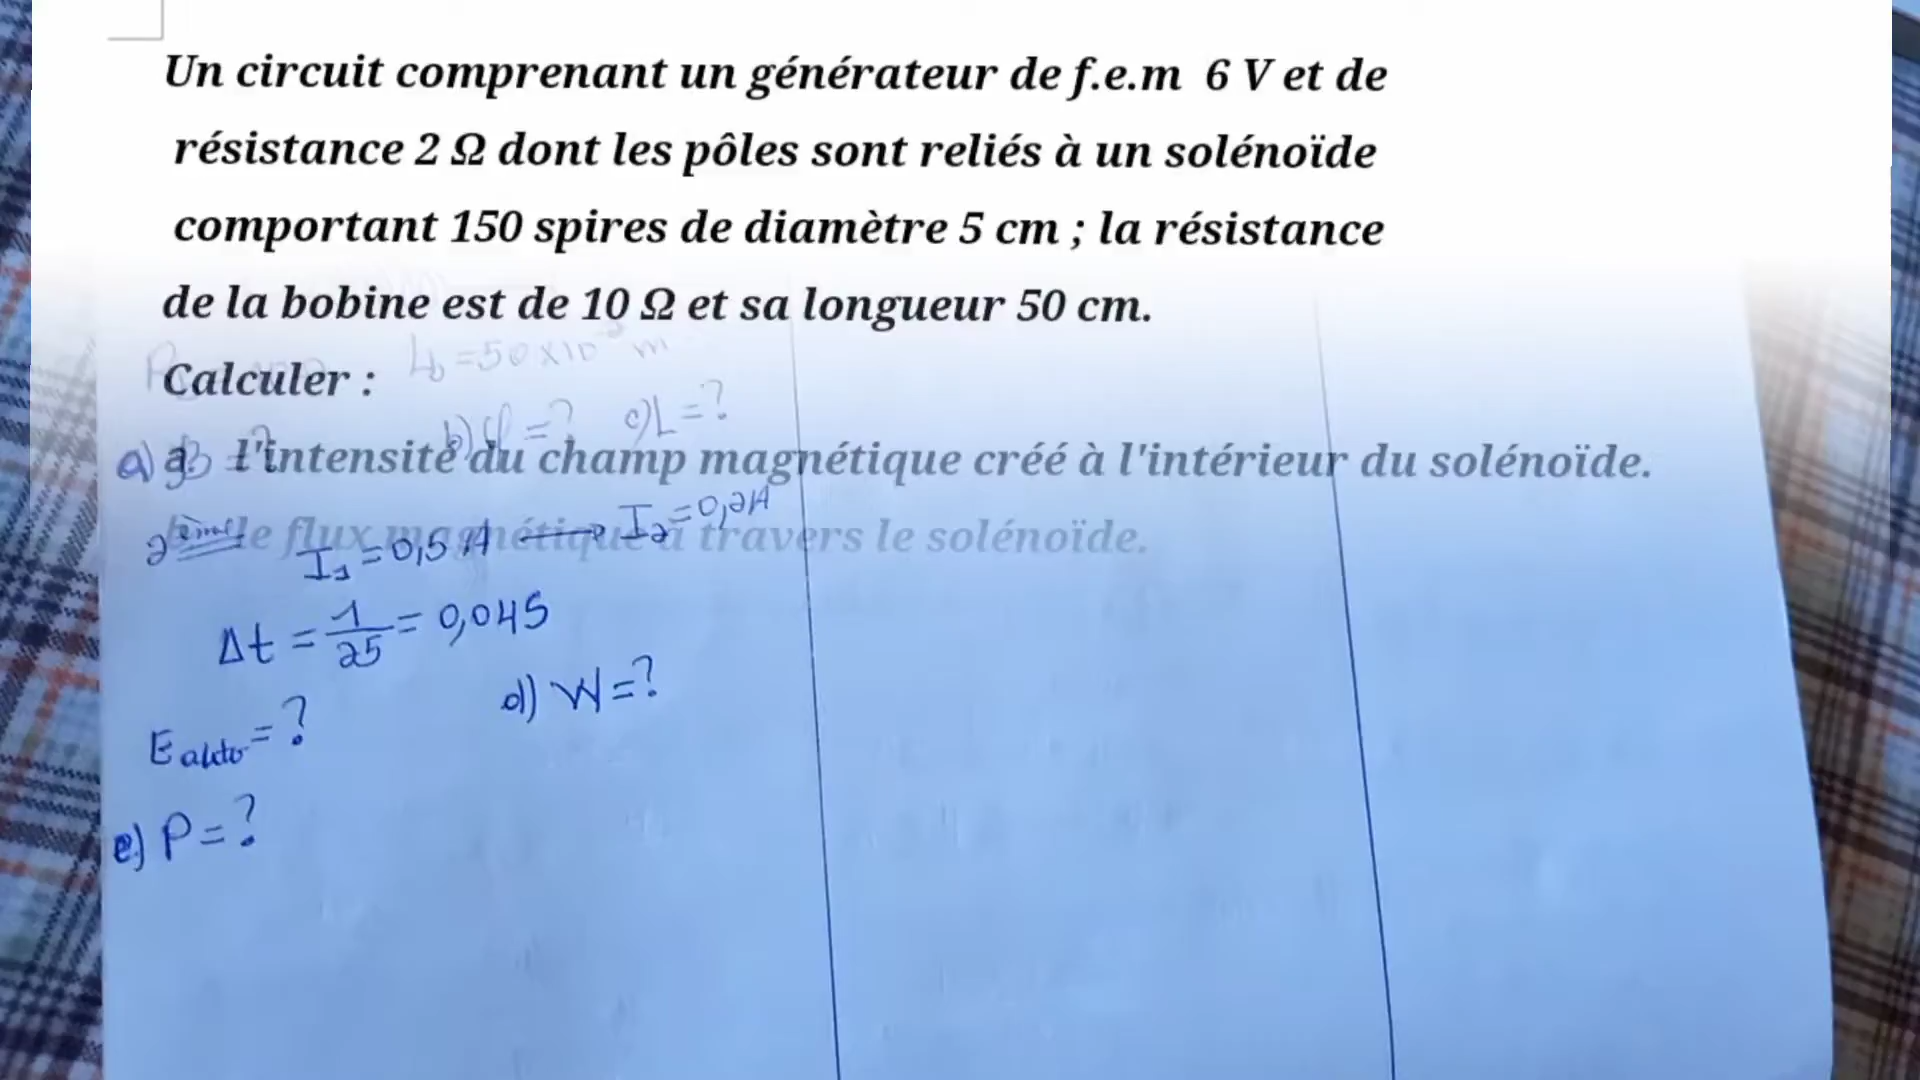 Un circuit comprenant un générateur de f.e.m 6 V et de
résistance 2 Ω dont les pôles sont reliés à un solénoïde
comportant 150 spires de diamètre 5 cm ; la résistance
de la bobine est de 10 Ω et sa longueur 50 cm.
Calculer :
a. l'intensité du champ magnétique créé à l'intérieur du solénoïde.
le flux magnétique à travers le solénoïde.
b) φ = ? c) L = ?
a) B
I₁ = 0,5 A → I₂ = 0,2A
Δt = 1/25 = 0,04S
E auto = ?
d) W = ?
e) P = ?